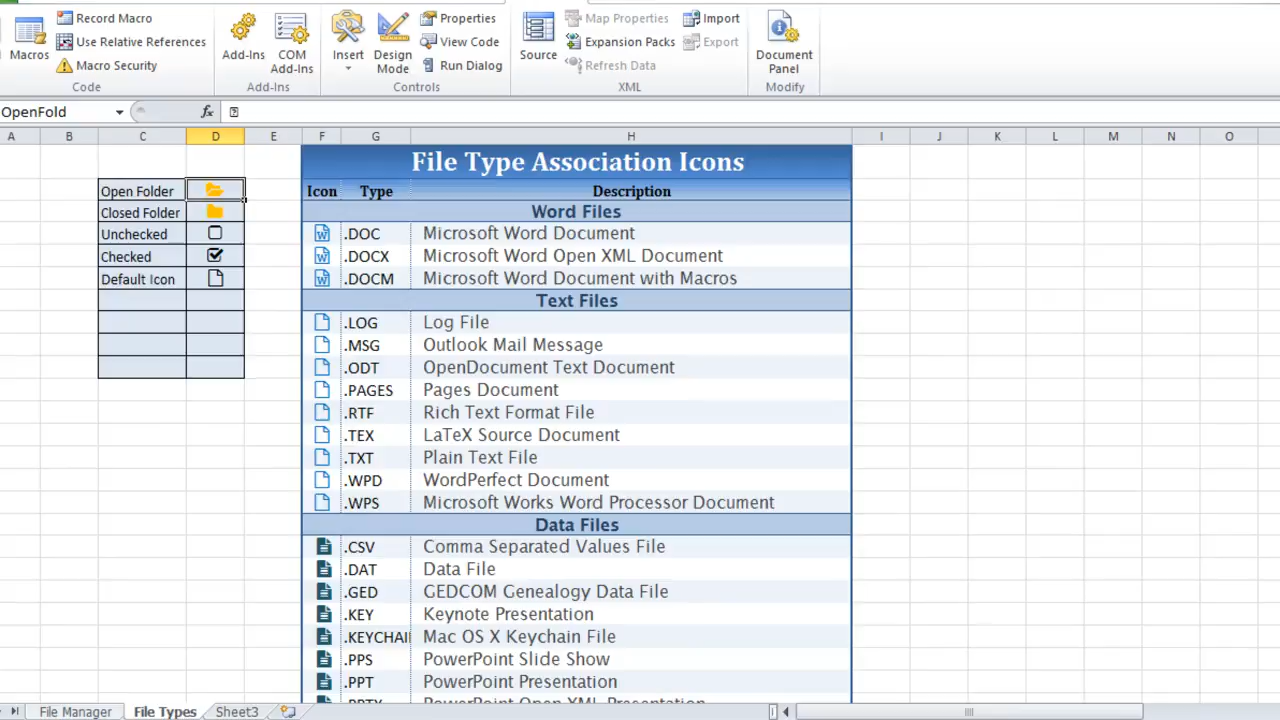 Record Macro
Use Relative References
Macro Security
Macros
Code
Add-Ins
COM Add-Ins
Add-Ins
Insert
Design Mode
Properties
View Code
Run Dialog
Controls
Source
Map Properties
Expansion Packs
Refresh Data
Import
Export
XML
Document Panel
Modify
OpenFold
fx
A B C D E F G H I J K L M N O
File Type Association Icons
Icon Type Description
Open Folder
Closed Folder
Unchecked
Checked
Default Icon
Word Files
.DOC Microsoft Word Document
.DOCX Microsoft Word Open XML Document
.DOCM Microsoft Word Document with Macros
Text Files
.LOG Log File
.MSG Outlook Mail Message
.ODT OpenDocument Text Document
.PAGES Pages Document
.RTF Rich Text Format File
.TEX LaTeX Source Document
.TXT Plain Text File
.WPD WordPerfect Document
.WPS Microsoft Works Word Processor Document
Data Files
.CSV Comma Separated Values File
.DAT Data File
.GED GEDCOM Genealogy Data File
.KEY Keynote Presentation
.KEYCHAI Mac OS X Keychain File
.PPS PowerPoint Slide Show
.PPT PowerPoint Presentation
.PPTX PowerPoint Open XML Presentation
File Manager File Types Sheet3